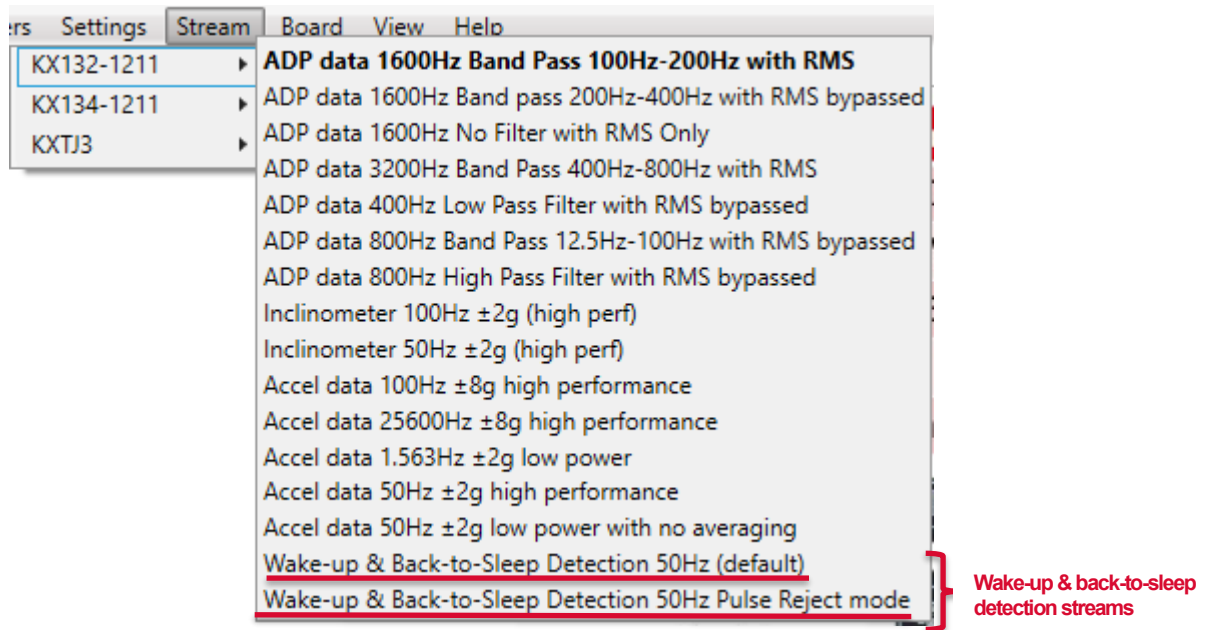 rs Settings Stream Board View Help
KX132-1211
KX134-1211
KXTJ3
ADP data 1600Hz Band Pass 100Hz-200Hz with RMS
ADP data 1600Hz Band pass 200Hz-400Hz with RMS bypassed
ADP data 1600Hz No Filter with RMS Only
ADP data 3200Hz Band Pass 400Hz-800Hz with RMS
ADP data 400Hz Low Pass Filter with RMS bypassed
ADP data 800Hz Band Pass 12.5Hz-100Hz with RMS bypassed
ADP data 800Hz High Pass Filter with RMS bypassed
Inclinometer 100Hz ±2g (high perf)
Inclinometer 50Hz ±2g (high perf)
Accel data 100Hz ±8g high performance
Accel data 25600Hz ±8g high performance
Accel data 1.563Hz ±2g low power
Accel data 50Hz ±2g high performance
Accel data 50Hz ±2g low power with no averaging
Wake-up & Back-to-Sleep Detection 50Hz (default)
Wake-up & Back-to-Sleep Detection 50Hz Pulse Reject mode
Wake-up & back-to-sleep
detection streams